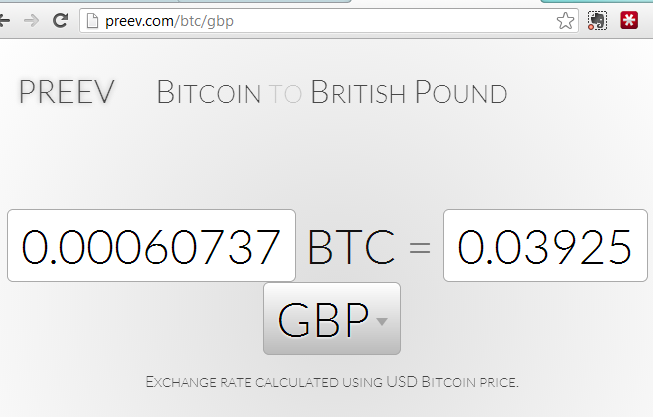 preev.com/btc/gbp
PREEV BITCOIN TO BRITISH POUND
0.00060737 BTC = 0.03925
GBP
EXCHANGE RATE CALCULATED USING USD BITCOIN PRICE.